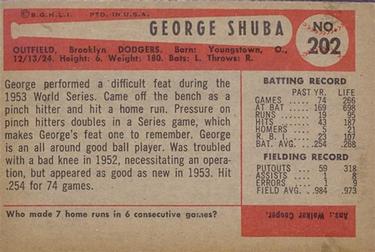 ©B.G.H.L.I. PTD. IN U.S.A.
GEORGE SHUBA
NO. 202
OUTFIELD, Brooklyn DODGERS. Born: Youngstown, O.,
12/13/24. Height: 6. Weight: 180. Bats: L. Throws: R.
George performed a difficult feat during the
1953 World Series. Came off the bench as a
pinch hitter and hit a home run. Pressure on
pinch hitters doubles in a Series game, which
makes George's feat one to remember. George
is an all around good ball player. Was troubled
with a bad knee in 1952, necessitating an opera-
tion, but appeared as good as new in 1953. Hit
.254 for 74 games.
BATTING RECORD
PAST YR. LIFE
GAMES 74 266
AT BAT 169 698
RUNS 19 95
HITS 43 187
HOMERS 5 21
R. B. I. 23 107
BAT. AVG. .254 .268
FIELDING RECORD
PUTOUTS 59 318
ASSISTS 1 8
ERRORS 1 9
FIELD AVG. .984 .973
Who made 7 home runs in 6 consecutive games?
Ans.: Walker Cooper.